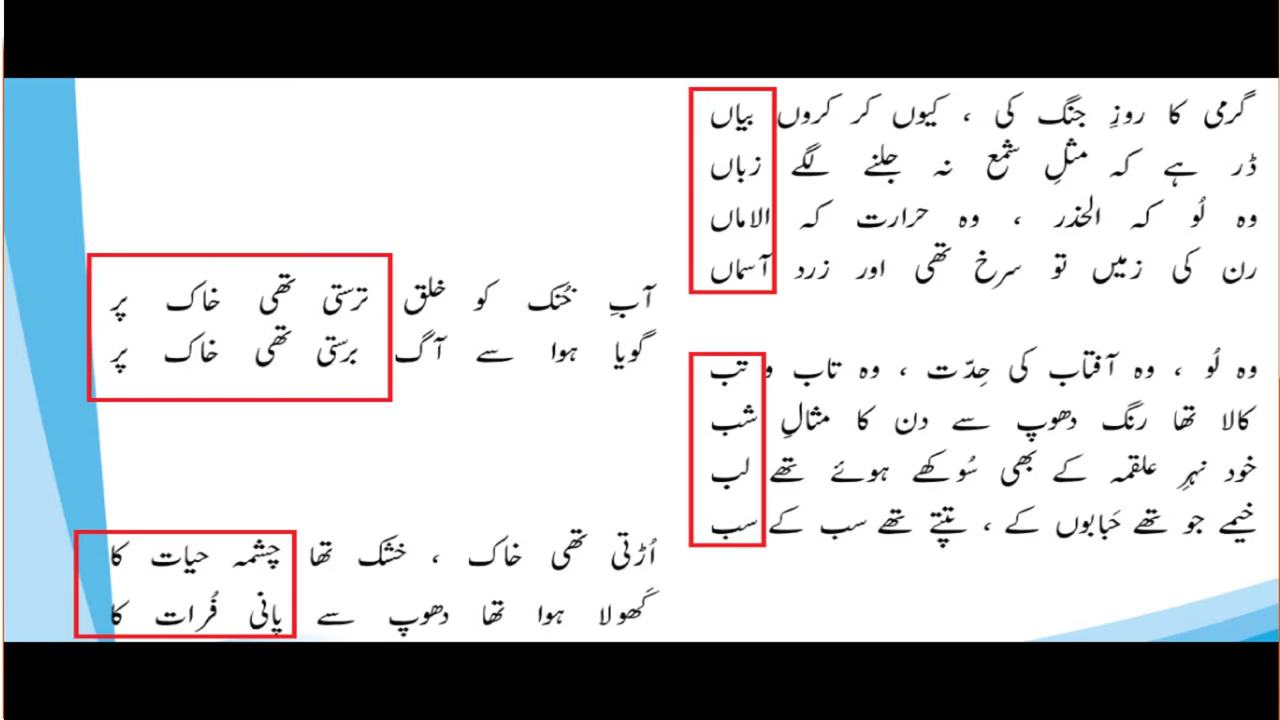 گرمی کا روزِ جنگ کی ، کیوں کر کروں بیاں
ڈر ہے کہ مثلِ شمع نہ جلنے لگے زباں
وہ لُو کہ الحذر ، وہ حرارت کہ الاماں
رن کی زمیں تو سرخ تھی اور زرد آسماں
آبِ خُنک کو خلق ترستی تھی خاک پر
گویا ہوا سے آگ برستی تھی خاک پر
وہ لُو ، وہ آفتاب کی حِدّت ، وہ تاب و تب
کالا تھا رنگ دھوپ سے دن کا مثالِ شب
خود نہرِ علقمہ کے بھی سُوکھے ہوئے تھے لب
خیمے جو تھے حَبابوں کے ، تپتے تھے سب کے سب
اُڑتی تھی خاک ، خشک تھا چشمہ حیات کا
کَھولا ہوا تھا دھوپ سے پانی فُرات کا